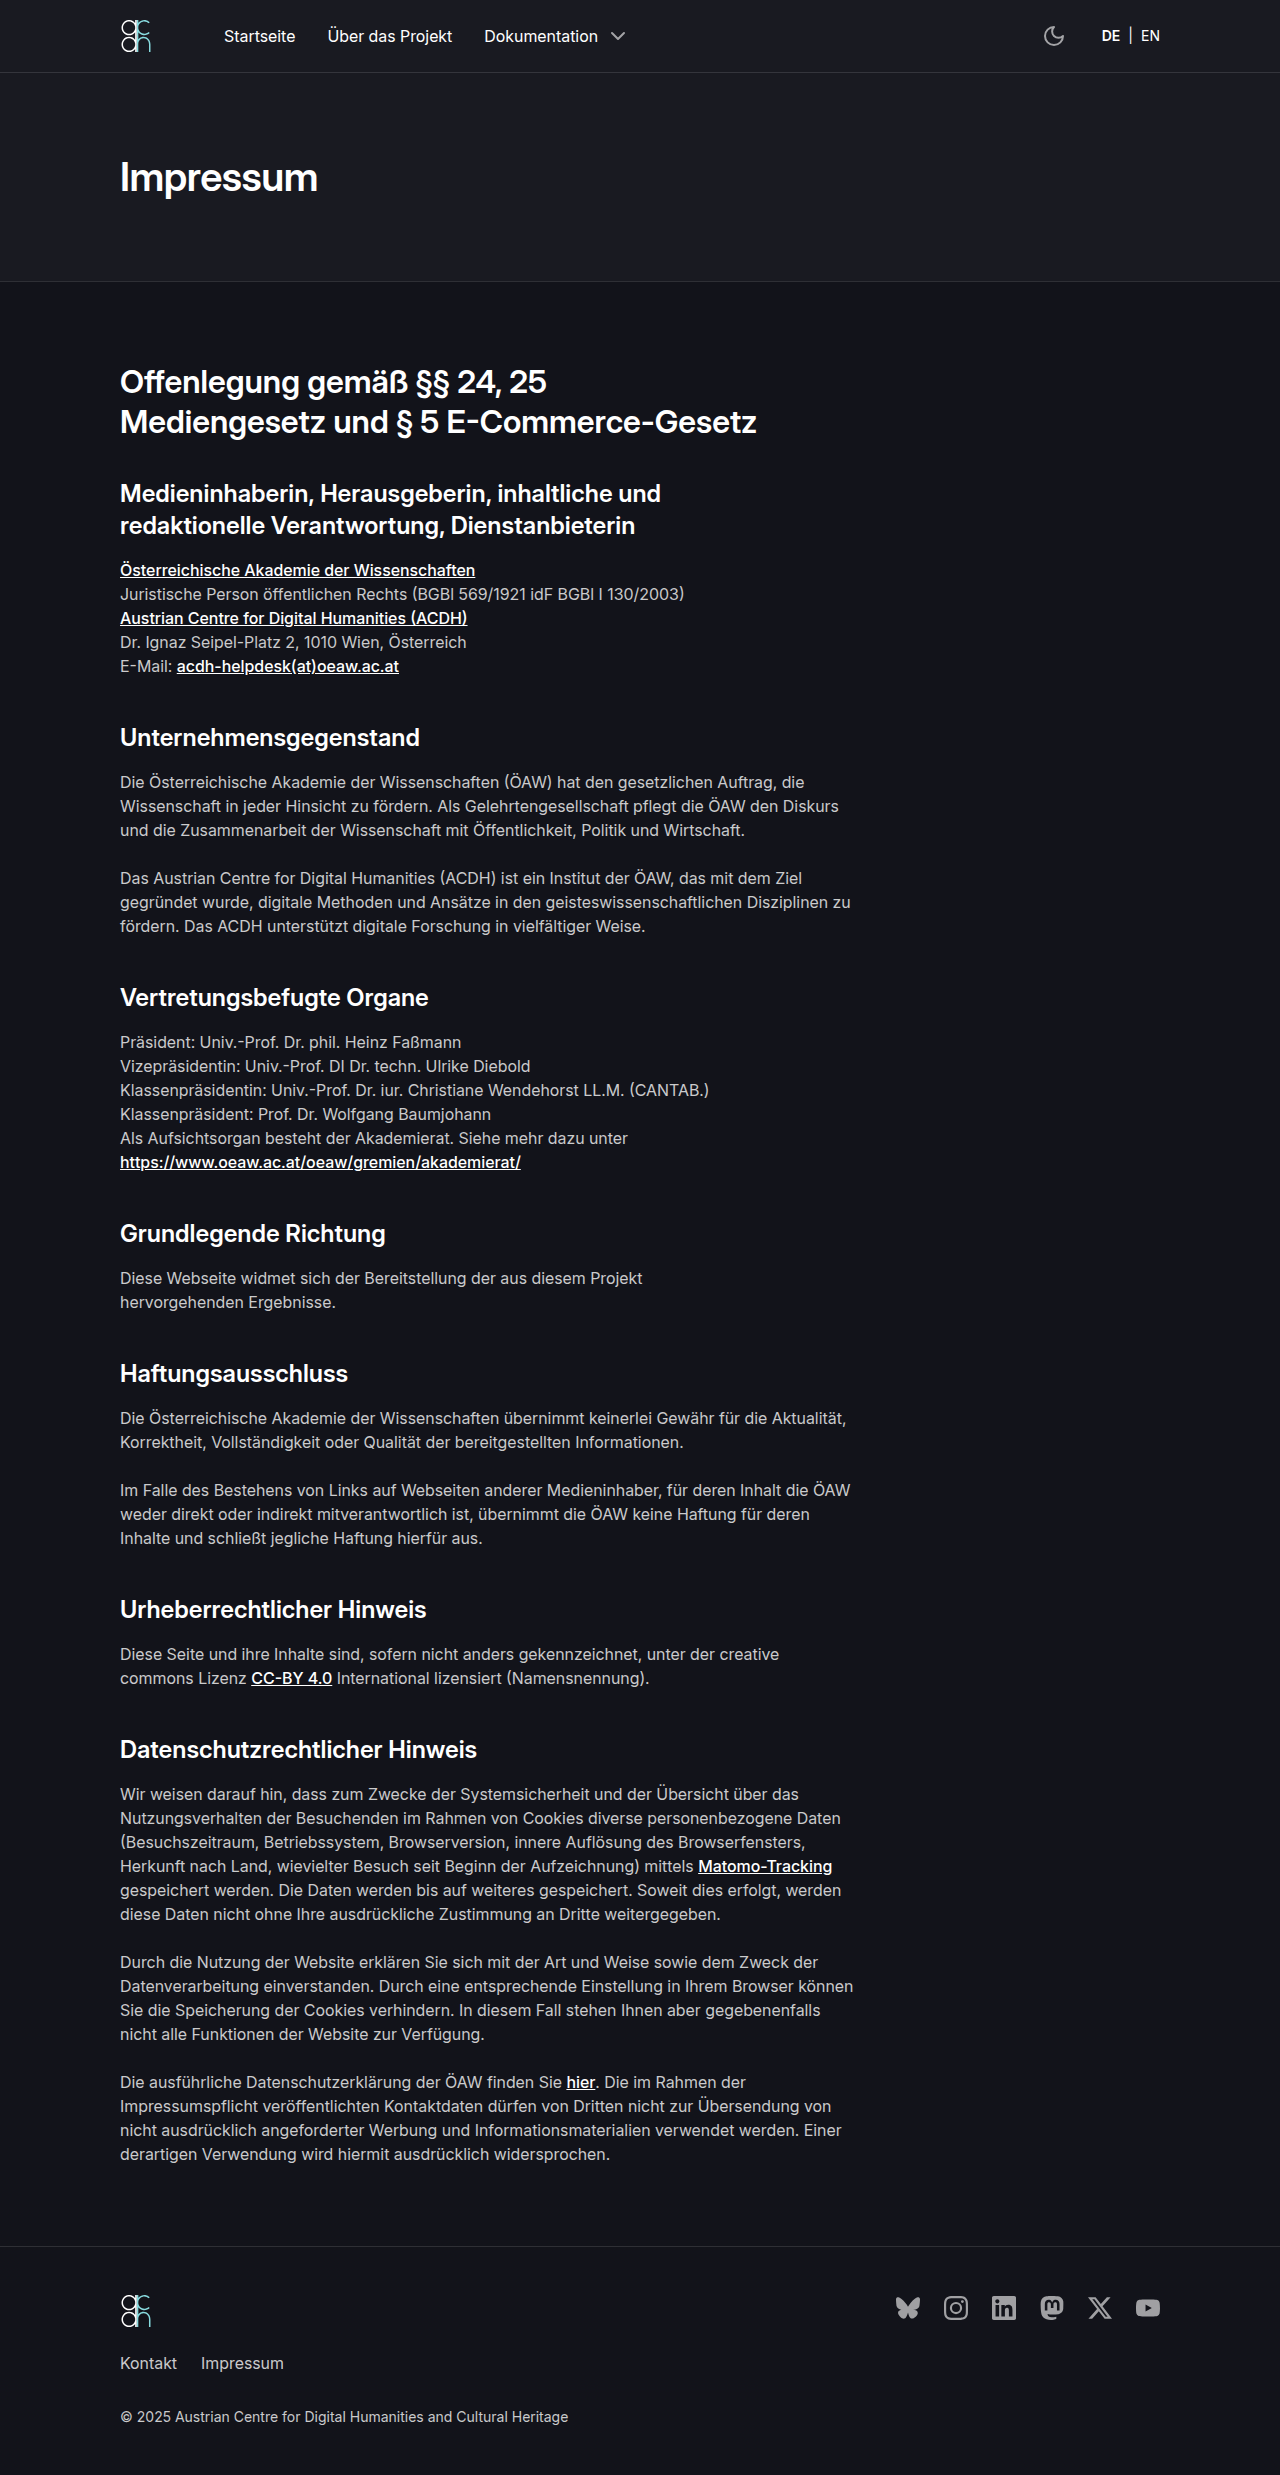 Startseite Über das Projekt Dokumentation DE | EN
Impressum
Offenlegung gemäß §§ 24, 25
Mediengesetz und § 5 E-Commerce-Gesetz
Medieninhaberin, Herausgeberin, inhaltliche und
redaktionelle Verantwortung, Dienstanbieterin
Österreichische Akademie der Wissenschaften
Juristische Person öffentlichen Rechts (BGBl 569/1921 idF BGBl I 130/2003)
Austrian Centre for Digital Humanities (ACDH)
Dr. Ignaz Seipel-Platz 2, 1010 Wien, Österreich
E-Mail: acdh-helpdesk(at)oeaw.ac.at
Unternehmensgegenstand
Die Österreichische Akademie der Wissenschaften (ÖAW) hat den gesetzlichen Auftrag, die
Wissenschaft in jeder Hinsicht zu fördern. Als Gelehrtengesellschaft pflegt die ÖAW den Diskurs
und die Zusammenarbeit der Wissenschaft mit Öffentlichkeit, Politik und Wirtschaft.
Das Austrian Centre for Digital Humanities (ACDH) ist ein Institut der ÖAW, das mit dem Ziel
gegründet wurde, digitale Methoden und Ansätze in den geisteswissenschaftlichen Disziplinen zu
fördern. Das ACDH unterstützt digitale Forschung in vielfältiger Weise.
Vertretungsbefugte Organe
Präsident: Univ.-Prof. Dr. phil. Heinz Faßmann
Vizepräsidentin: Univ.-Prof. DI Dr. techn. Ulrike Diebold
Klassenpräsidentin: Univ.-Prof. Dr. iur. Christiane Wendehorst LL.M. (CANTAB.)
Klassenpräsident: Prof. Dr. Wolfgang Baumjohann
Als Aufsichtsorgan besteht der Akademierat. Siehe mehr dazu unter
https://www.oeaw.ac.at/oeaw/gremien/akademierat/
Grundlegende Richtung
Diese Webseite widmet sich der Bereitstellung der aus diesem Projekt
hervorgehenden Ergebnisse.
Haftungsausschluss
Die Österreichische Akademie der Wissenschaften übernimmt keinerlei Gewähr für die Aktualität,
Korrektheit, Vollständigkeit oder Qualität der bereitgestellten Informationen.
Im Falle des Bestehens von Links auf Webseiten anderer Medieninhaber, für deren Inhalt die ÖAW
weder direkt oder indirekt mitverantwortlich ist, übernimmt die ÖAW keine Haftung für deren
Inhalte und schließt jegliche Haftung hierfür aus.
Urheberrechtlicher Hinweis
Diese Seite und ihre Inhalte sind, sofern nicht anders gekennzeichnet, unter der creative
commons Lizenz CC-BY 4.0 International lizensiert (Namensnennung).
Datenschutzrechtlicher Hinweis
Wir weisen darauf hin, dass zum Zwecke der Systemsicherheit und der Übersicht über das
Nutzungsverhalten der Besuchenden im Rahmen von Cookies diverse personenbezogene Daten
(Besuchszeitraum, Betriebssystem, Browserversion, innere Auflösung des Browserfensters,
Herkunft nach Land, wievielter Besuch seit Beginn der Aufzeichnung) mittels Matomo-Tracking
gespeichert werden. Die Daten werden bis auf weiteres gespeichert. Soweit dies erfolgt, werden
diese Daten nicht ohne Ihre ausdrückliche Zustimmung an Dritte weitergegeben.
Durch die Nutzung der Website erklären Sie sich mit der Art und Weise sowie dem Zweck der
Datenverarbeitung einverstanden. Durch eine entsprechende Einstellung in Ihrem Browser können
Sie die Speicherung der Cookies verhindern. In diesem Fall stehen Ihnen aber gegebenenfalls
nicht alle Funktionen der Website zur Verfügung.
Die ausführliche Datenschutzerklärung der ÖAW finden Sie hier. Die im Rahmen der
Impressumspflicht veröffentlichten Kontaktdaten dürfen von Dritten nicht zur Übersendung von
nicht ausdrücklich angeforderter Werbung und Informationsmaterialien verwendet werden. Einer
derartigen Verwendung wird hiermit ausdrücklich widersprochen.
Kontakt Impressum
© 2025 Austrian Centre for Digital Humanities and Cultural Heritage